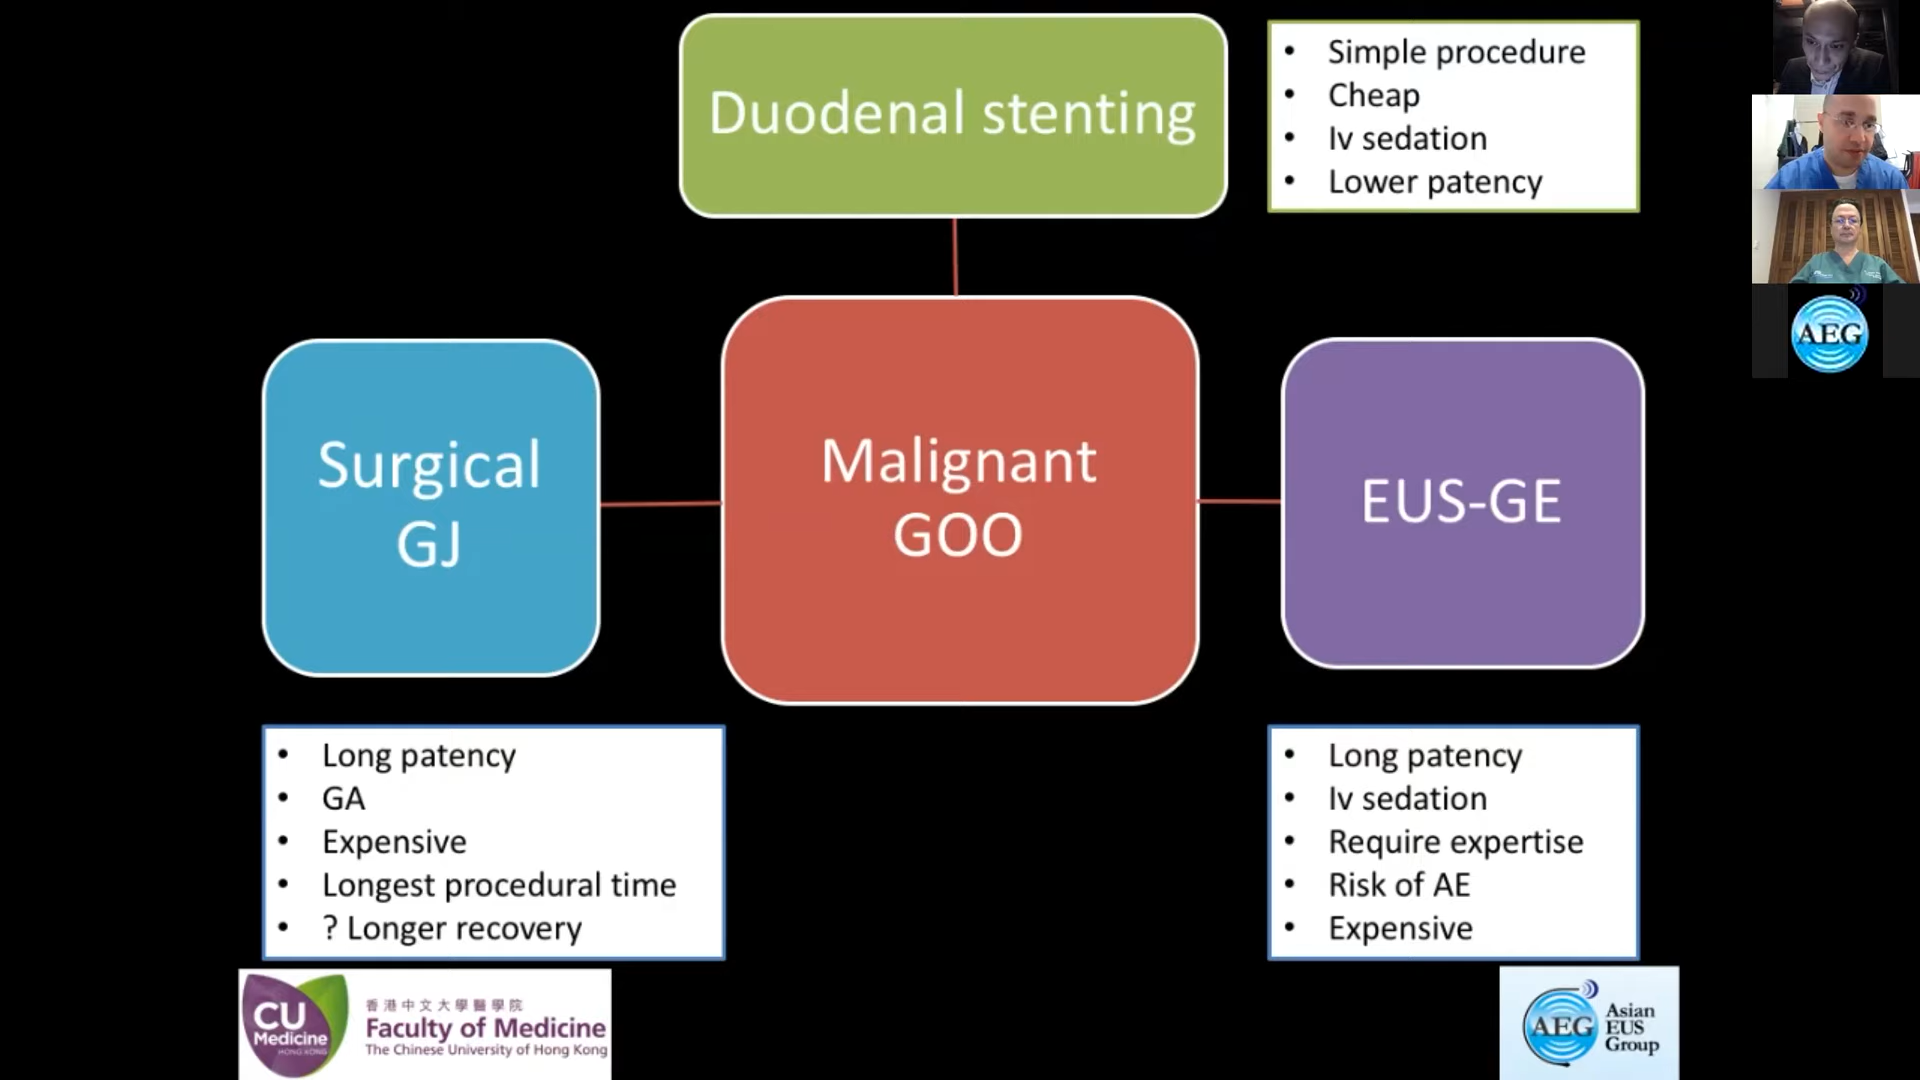 Duodenal stenting
• Simple procedure
• Cheap
• Iv sedation
• Lower patency
AEG
Surgical
GJ
Malignant
GOO
EUS-GE
• Long patency
• GA
• Expensive
• Longest procedural time
• ? Longer recovery
• Long patency
• Iv sedation
• Require expertise
• Risk of AE
• Expensive
CU
Medicine
HONG KONG
香港中文大學醫學院
Faculty of Medicine
The Chinese University of Hong Kong
AEG
Asian
EUS
Group